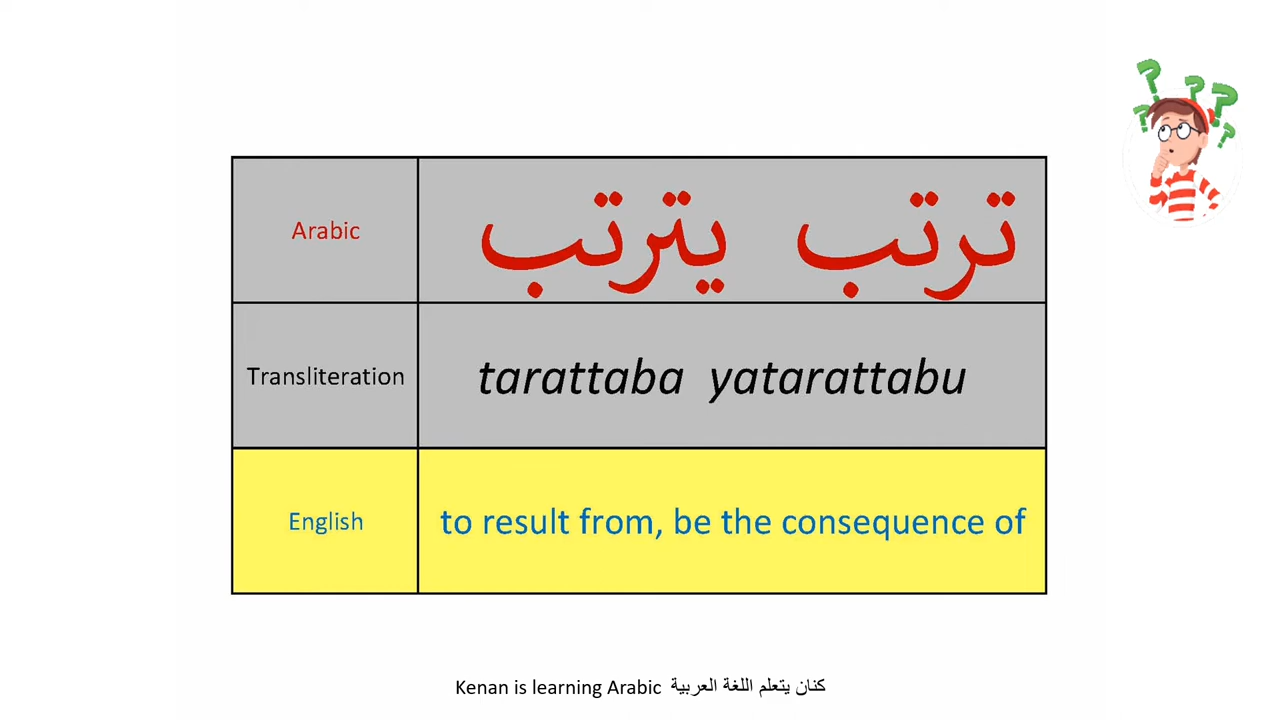 Arabic
ترتب يترتب
Transliteration
tarattaba yatarattabu
English
to result from, be the consequence of
Kenan is learning Arabic كنان يتعلم اللغة العربية